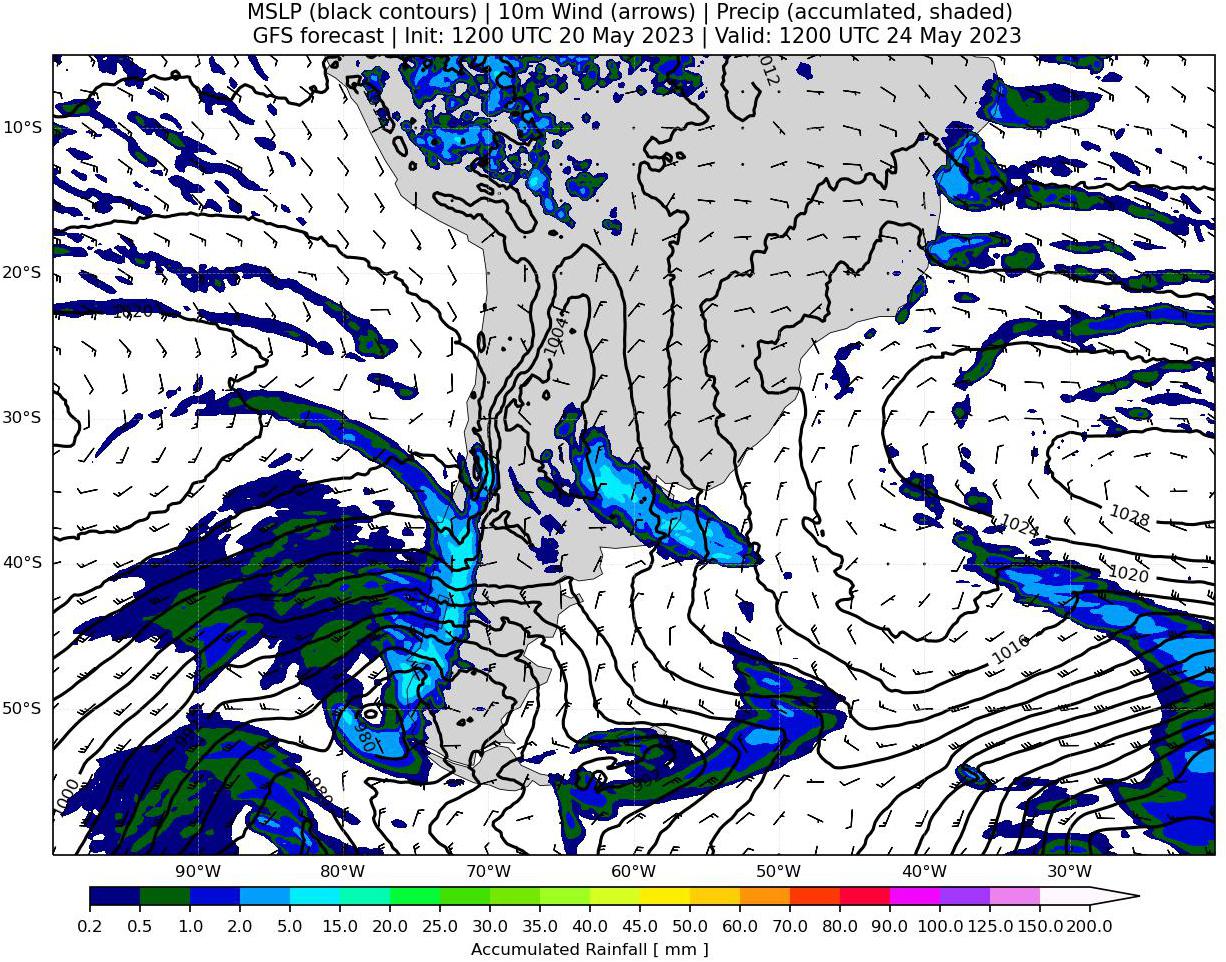 MSLP (black contours) | 10m Wind (arrows) | Precip (accumlated, shaded)
GFS forecast | Init: 1200 UTC 20 May 2023 | Valid: 1200 UTC 24 May 2023
1012
10°S
20°S
1020
1004
30°S
1028
1024
40°S
1020
1016
50°S
980
980
1000
90°W 80°W 70°W 60°W 50°W 40°W 30°W
0.2 0.5 1.0 2.0 5.0 10.0 15.0 20.0 25.0 30.0 35.0 40.0 45.0 50.0 60.0 70.0 80.0 90.0 100.0 125.0 150.0 200.0
Accumulated Rainfall [ mm ]